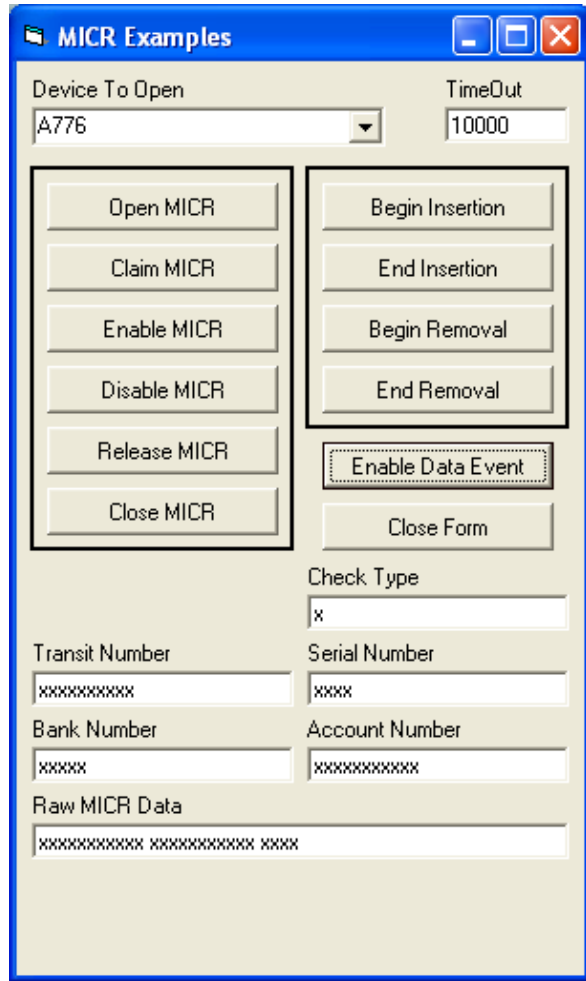 MICR Examples
Device To Open TimeOut
A776 10000
Open MICR Begin Insertion
Claim MICR End Insertion
Enable MICR Begin Removal
Disable MICR End Removal
Release MICR Enable Data Event
Close MICR Close Form
Check Type
x
Transit Number Serial Number
xxxxxxxxxx xxxx
Bank Number Account Number
xxxxx xxxxxxxxxxx
Raw MICR Data
xxxxxxxxxxx xxxxxxxxxxx xxxx